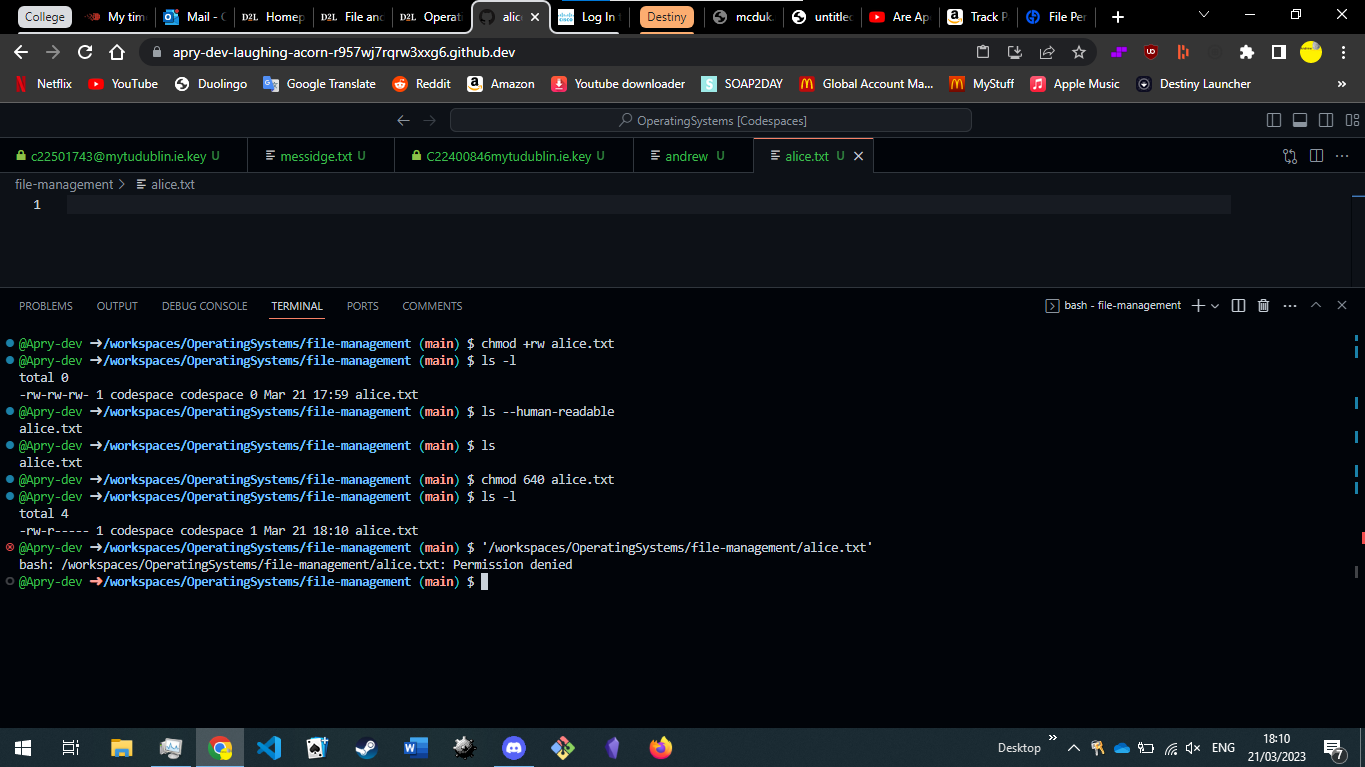 College My tim Mail - D2L Homep D2L File and D2L Operat alic Log In t Destiny mcduk. untitle Are Ap Track P File Per
apry-dev-laughing-acorn-r957wj7rqrw3xxg6.github.dev
Netflix YouTube Duolingo Google Translate Reddit Amazon Youtube downloader SOAP2DAY Global Account Ma... MyStuff Apple Music Destiny Launcher »
OperatingSystems [Codespaces]
c22501743@mytudublin.ie.key U messidge.txt U C22400846mytudublin.ie.key U andrew U alice.txt U
file-management > alice.txt
1
PROBLEMS OUTPUT DEBUG CONSOLE TERMINAL PORTS COMMENTS bash - file-management
@Apry-dev ➜/workspaces/OperatingSystems/file-management (main) $ chmod +rw alice.txt
@Apry-dev ➜/workspaces/OperatingSystems/file-management (main) $ ls -l
total 0
-rw-rw-rw- 1 codespace codespace 0 Mar 21 17:59 alice.txt
@Apry-dev ➜/workspaces/OperatingSystems/file-management (main) $ ls --human-readable
alice.txt
@Apry-dev ➜/workspaces/OperatingSystems/file-management (main) $ ls
alice.txt
@Apry-dev ➜/workspaces/OperatingSystems/file-management (main) $ chmod 640 alice.txt
@Apry-dev ➜/workspaces/OperatingSystems/file-management (main) $ ls -l
total 4
-rw-r----- 1 codespace codespace 1 Mar 21 18:10 alice.txt
@Apry-dev ➜/workspaces/OperatingSystems/file-management (main) $ '/workspaces/OperatingSystems/file-management/alice.txt'
bash: /workspaces/OperatingSystems/file-management/alice.txt: Permission denied
@Apry-dev ➜/workspaces/OperatingSystems/file-management (main) $
Desktop » ENG 18:10
21/03/2023 7